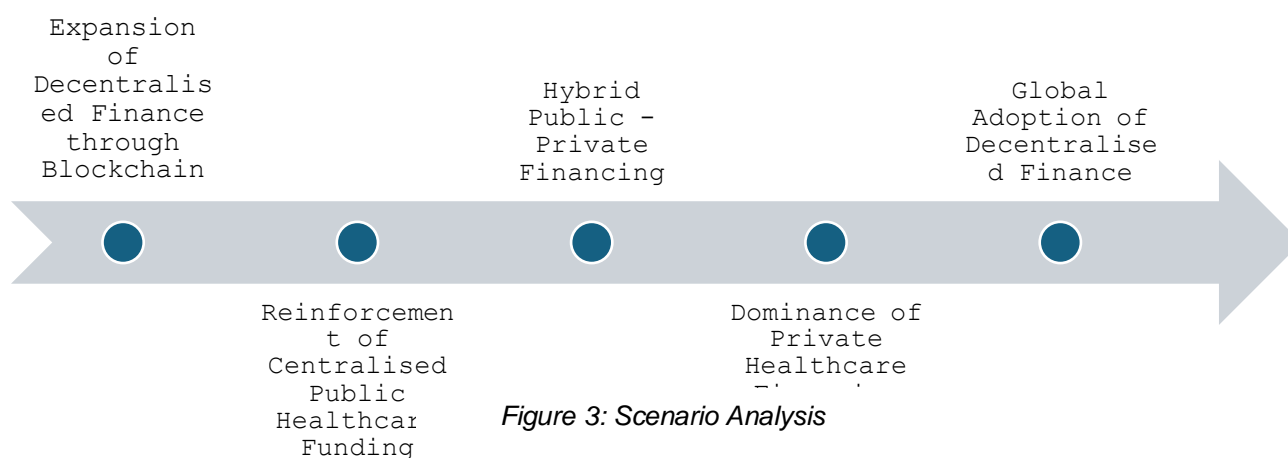 Expansion
of
Decentralis
ed Finance
through
Blockchain
Reinforcemen
t of
Centralised
Public
Healthcar
Funding
Hybrid
Public -
Private
Financing
Dominance of
Private
Healthcare
Global
Adoption of
Decentralise
d Finance
Figure 3: Scenario Analysis